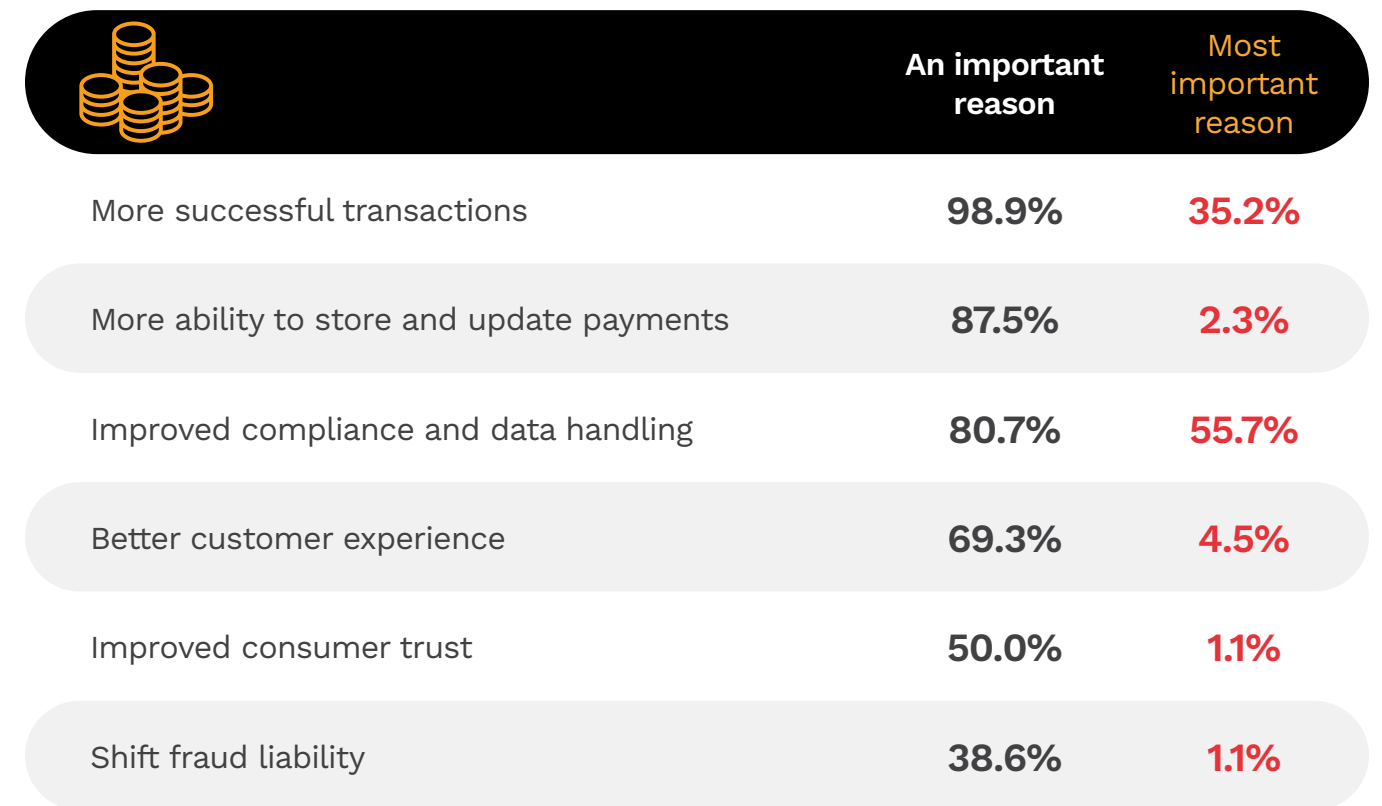 An important
reason
Most
important
reason
More successful transactions 98.9% 35.2%
More ability to store and update payments 87.5% 2.3%
Improved compliance and data handling 80.7% 55.7%
Better customer experience 69.3% 4.5%
Improved consumer trust 50.0% 1.1%
Shift fraud liability 38.6% 1.1%